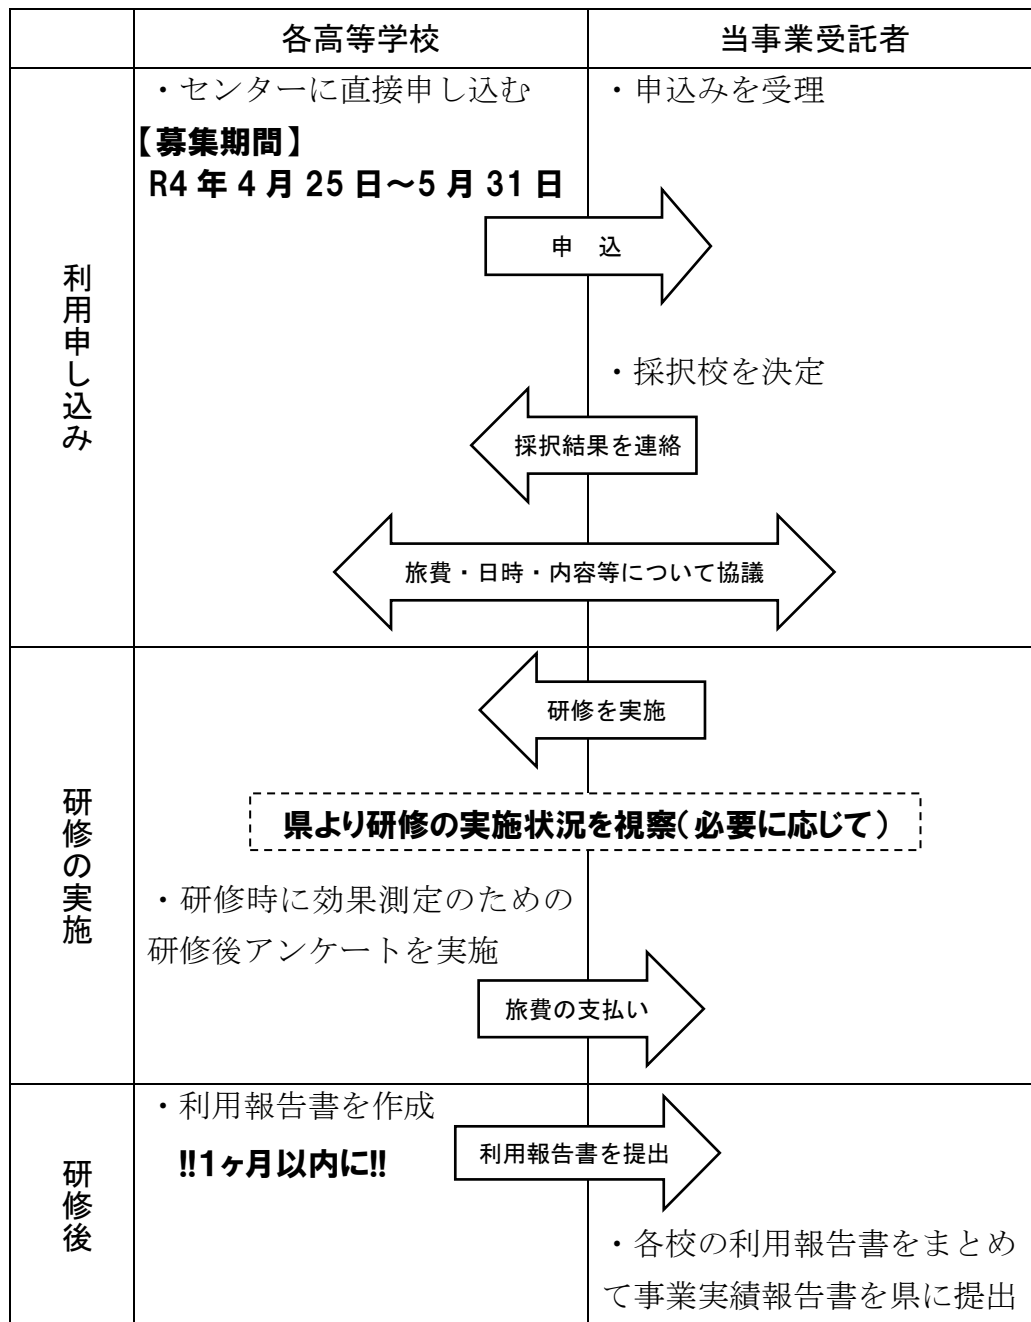 各高等学校
当事業受託者
利用申し込み
・センターに直接申し込む
【募集期間】
R4 年 4 月 25 日～5 月 31 日
・申込みを受理
申　込
・採択校を決定
採択結果を連絡
旅費・日時・内容等について協議
研修の実施
研修を実施
県より研修の実施状況を視察（必要に応じて）
・研修時に効果測定のための
研修後アンケートを実施
旅費の支払い
研修後
・利用報告書を作成
!!1ヶ月以内に!!
利用報告書を提出
・各校の利用報告書をまとめ
て事業実績報告書を県に提出